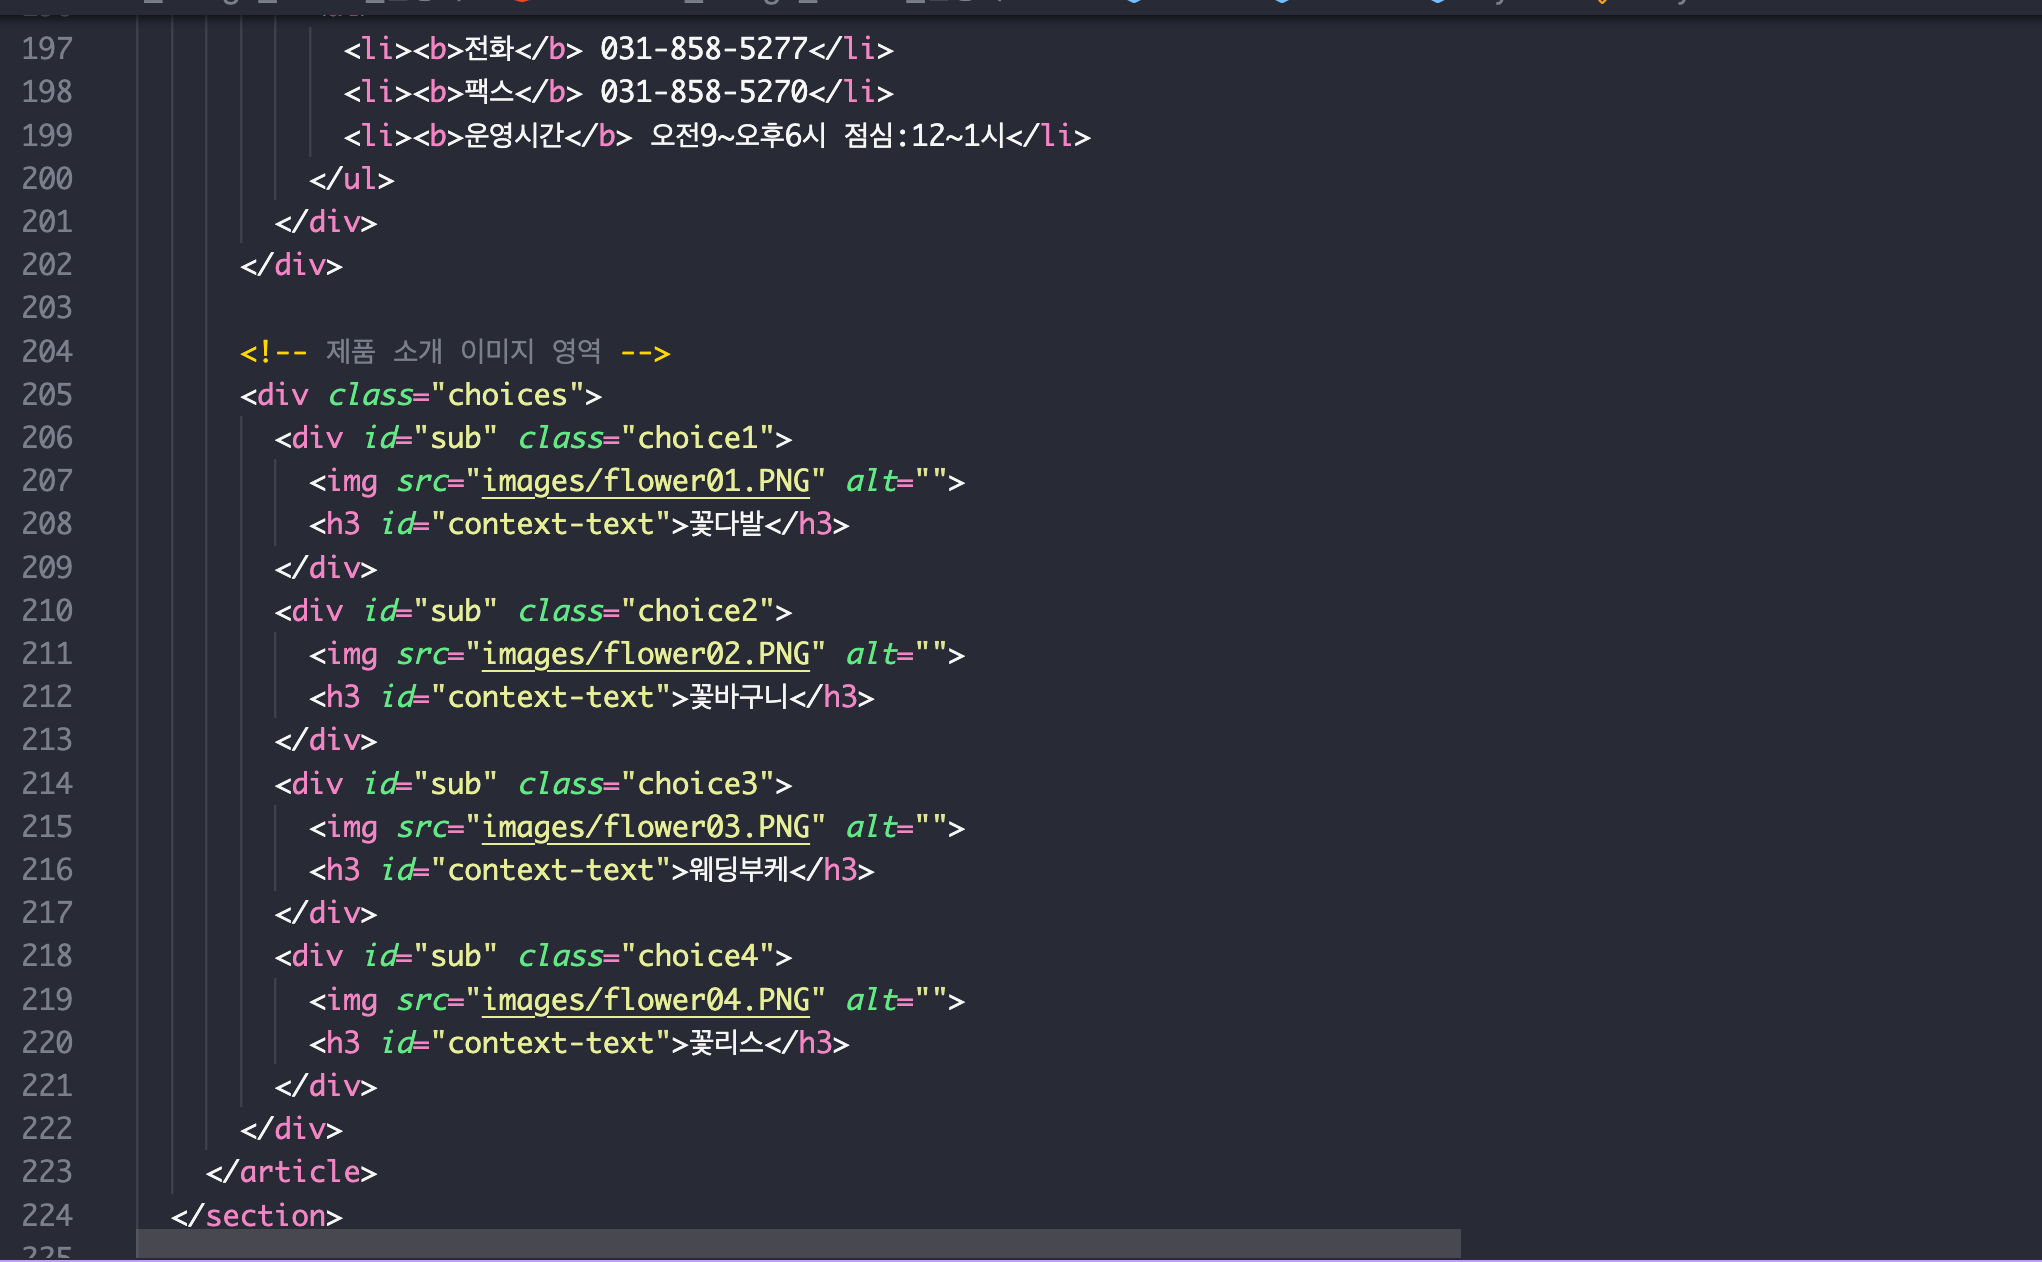 197 <li><b>전화</b> 031-858-5277</li>
198 <li><b>팩스</b> 031-858-5270</li>
199 <li><b>운영시간</b> 오전9~오후6시 점심:12~1시</li>
200 </ul>
201 </div>
202 </div>
203
204 <!-- 제품 소개 이미지 영역 -->
205 <div class="choices">
206 <div id="sub" class="choice1">
207 <img src="images/flower01.PNG" alt="">
208 <h3 id="context-text">꽃다발</h3>
209 </div>
210 <div id="sub" class="choice2">
211 <img src="images/flower02.PNG" alt="">
212 <h3 id="context-text">꽃바구니</h3>
213 </div>
214 <div id="sub" class="choice3">
215 <img src="images/flower03.PNG" alt="">
216 <h3 id="context-text">웨딩부케</h3>
217 </div>
218 <div id="sub" class="choice4">
219 <img src="images/flower04.PNG" alt="">
220 <h3 id="context-text">꽃리스</h3>
221 </div>
222 </div>
223 </article>
224 </section>
225